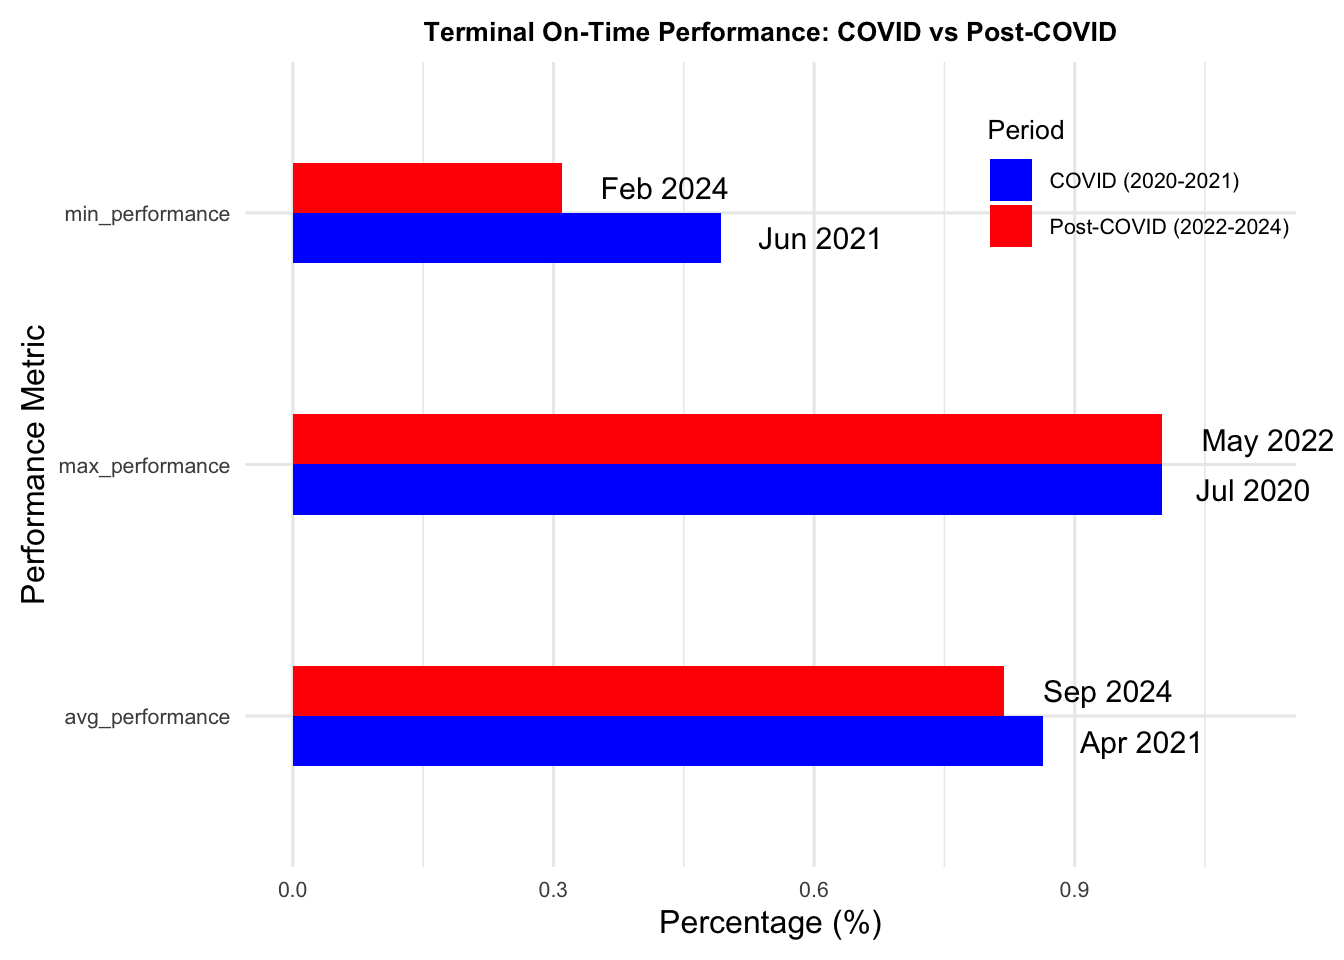 Terminal On-Time Performance: COVID vs Post-COVID
Period
COVID (2020-2021)
Post-COVID (2022-2024)
Performance Metric
min_performance
Feb 2024
Jun 2021
max_performance
May 2022
Jul 2020
avg_performance
Sep 2024
Apr 2021
0.0 0.3 0.6 0.9
Percentage (%)